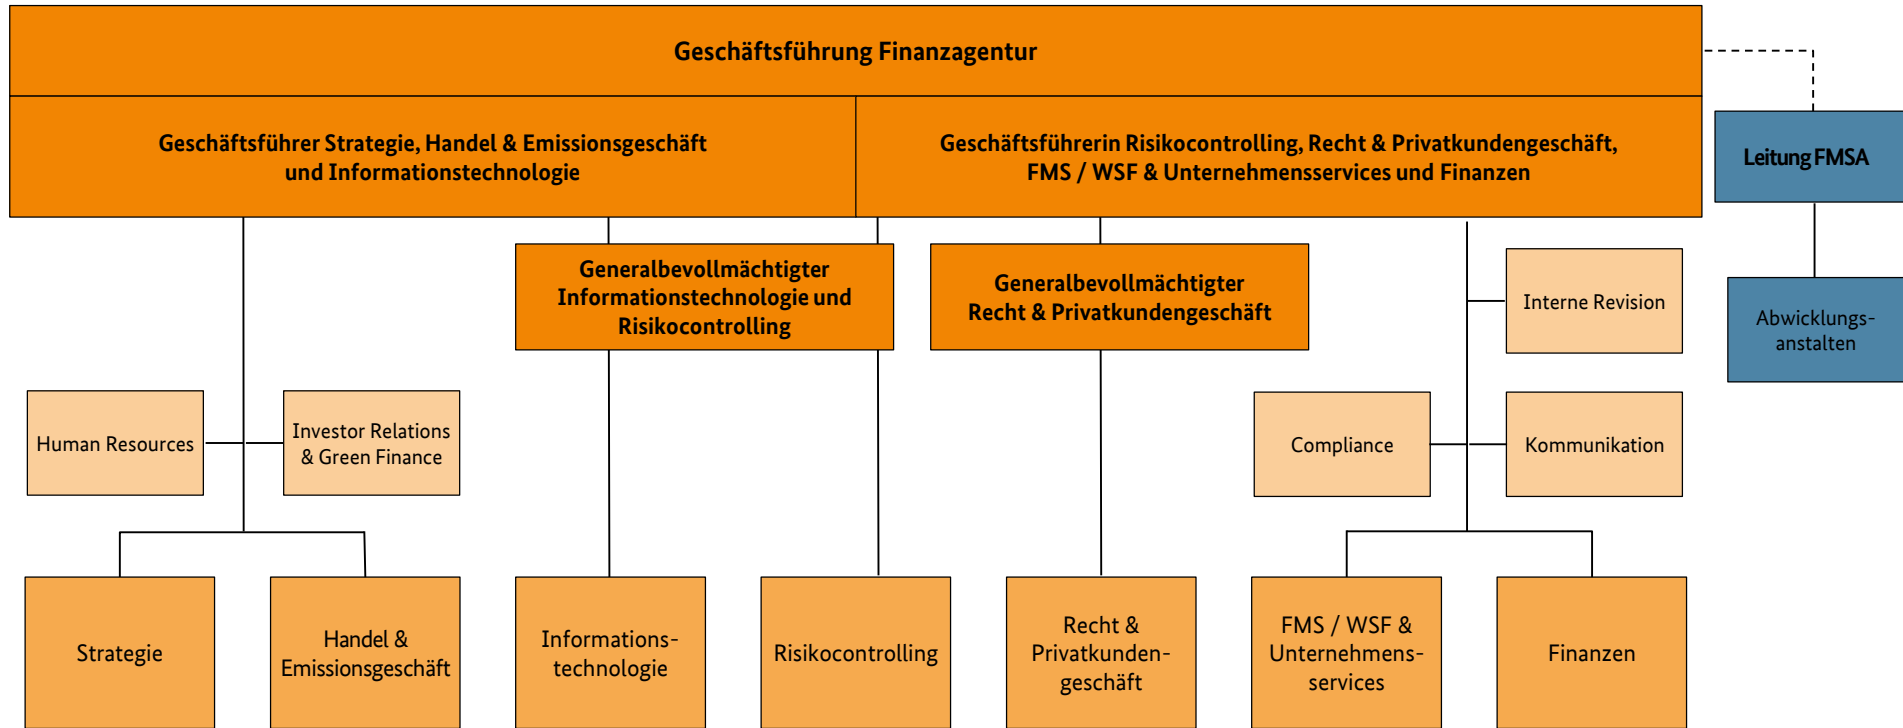 Geschäftsführung Finanzagentur
Geschäftsführer Strategie, Handel & Emissionsgeschäft
und Informationstechnologie
Geschäftsführerin Risikocontrolling, Recht & Privatkundengeschäft,
FMS / WSF & Unternehmensservices und Finanzen
Leitung FMSA
Generalbevollmächtigter
Informationstechnologie und
Risikocontrolling
Generalbevollmächtigter
Recht & Privatkundengeschäft
Interne Revision
Abwicklungs-
anstalten
Human Resources
Investor Relations
& Green Finance
Compliance
Kommunikation
Strategie
Handel &
Emissionsgeschäft
Informations-
technologie
Risikocontrolling
Recht &
Privatkunden-
geschäft
FMS / WSF &
Unternehmens-
services
Finanzen